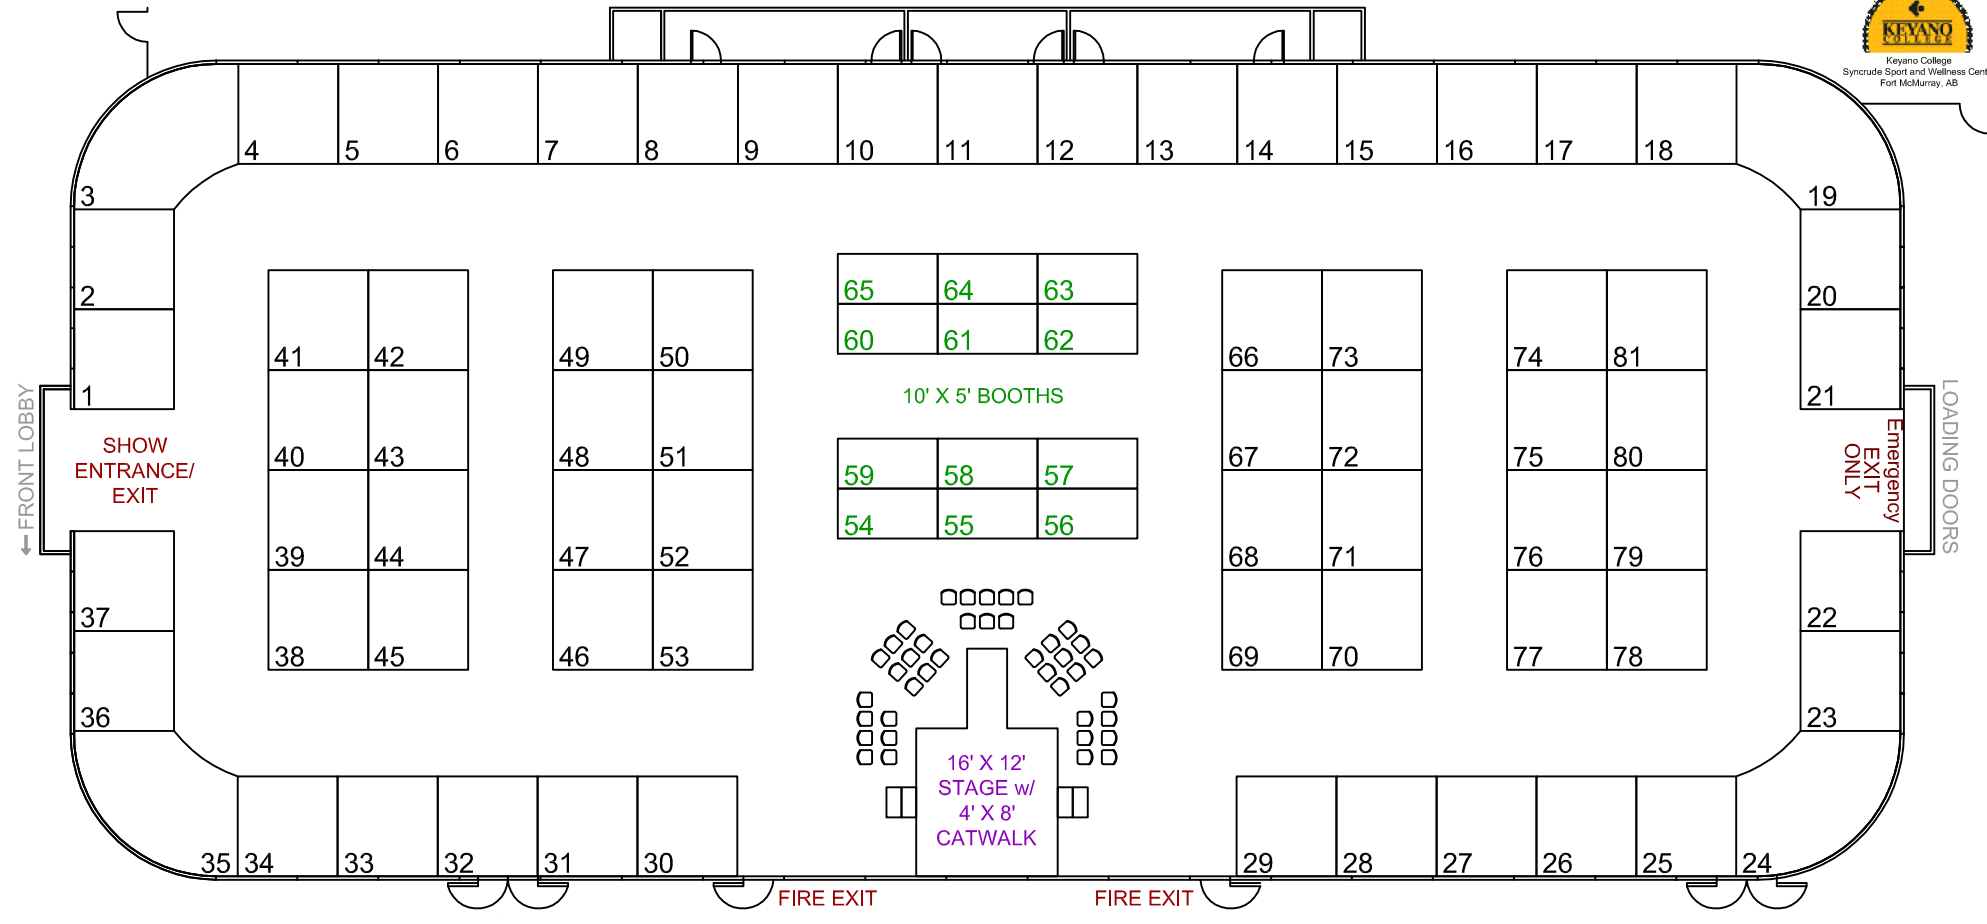 KEYANO
COLLEGE
Keyano College
Syncrude Sport and Wellness Cent
Fort McMurray, AB
4 5 6 7 8 9 10 11 12 13 14 15 16 17 18
3 19
2 20
1 21
65 64 63
60 61 62
10' X 5' BOOTHS
59 58 57
54 55 56
41 42 49 50 66 73 74 81
40 43 48 51 67 72 75 80
39 44 47 52 68 71 76 79
38 45 46 53 69 70 77 78
FRONT LOBBY
SHOW
ENTRANCE/
EXIT
Emergency
EXIT
ONLY
LOADING DOORS
37 22
36 23
16' X 12'
STAGE w/
4' X 8'
CATWALK
35 34 33 32 31 30 29 28 27 26 25 24
FIRE EXIT FIRE EXIT